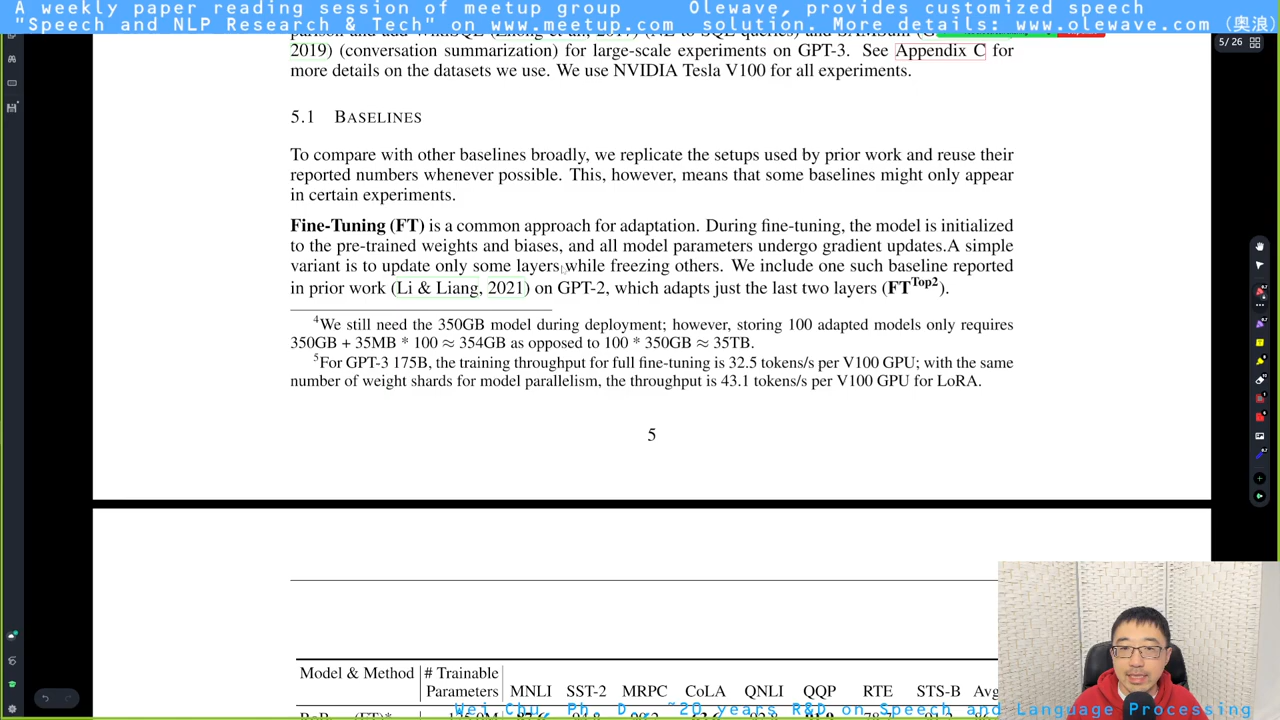 A weekly paper reading session of meetup group Olewave, provides customized speech
"Speech and NLP Research & Tech" on www.meetup.com solution. More details: www.olewave.com (奥浪)
5/26
2019) (conversation summarization) for large-scale experiments on GPT-3. See Appendix C for
more details on the datasets we use. We use NVIDIA Tesla V100 for all experiments.
5.1 BASELINES
To compare with other baselines broadly, we replicate the setups used by prior work and reuse their
reported numbers whenever possible. This, however, means that some baselines might only appear
in certain experiments.
Fine-Tuning (FT) is a common approach for adaptation. During fine-tuning, the model is initialized
to the pre-trained weights and biases, and all model parameters undergo gradient updates.A simple
variant is to update only some layers while freezing others. We include one such baseline reported
in prior work (Li & Liang, 2021) on GPT-2, which adapts just the last two layers (FTTop2).
4We still need the 350GB model during deployment; however, storing 100 adapted models only requires
350GB + 35MB * 100 ≈ 354GB as opposed to 100 * 350GB ≈ 35TB.
5For GPT-3 175B, the training throughput for full fine-tuning is 32.5 tokens/s per V100 GPU; with the same
number of weight shards for model parallelism, the throughput is 43.1 tokens/s per V100 GPU for LoRA.
5
Model & Method # Trainable
Parameters MNLI SST-2 MRPC CoLA QNLI QQP RTE STS-B Avg
Wei Chu, Ph. D., ~20 years R&D on Speech and Language Processing